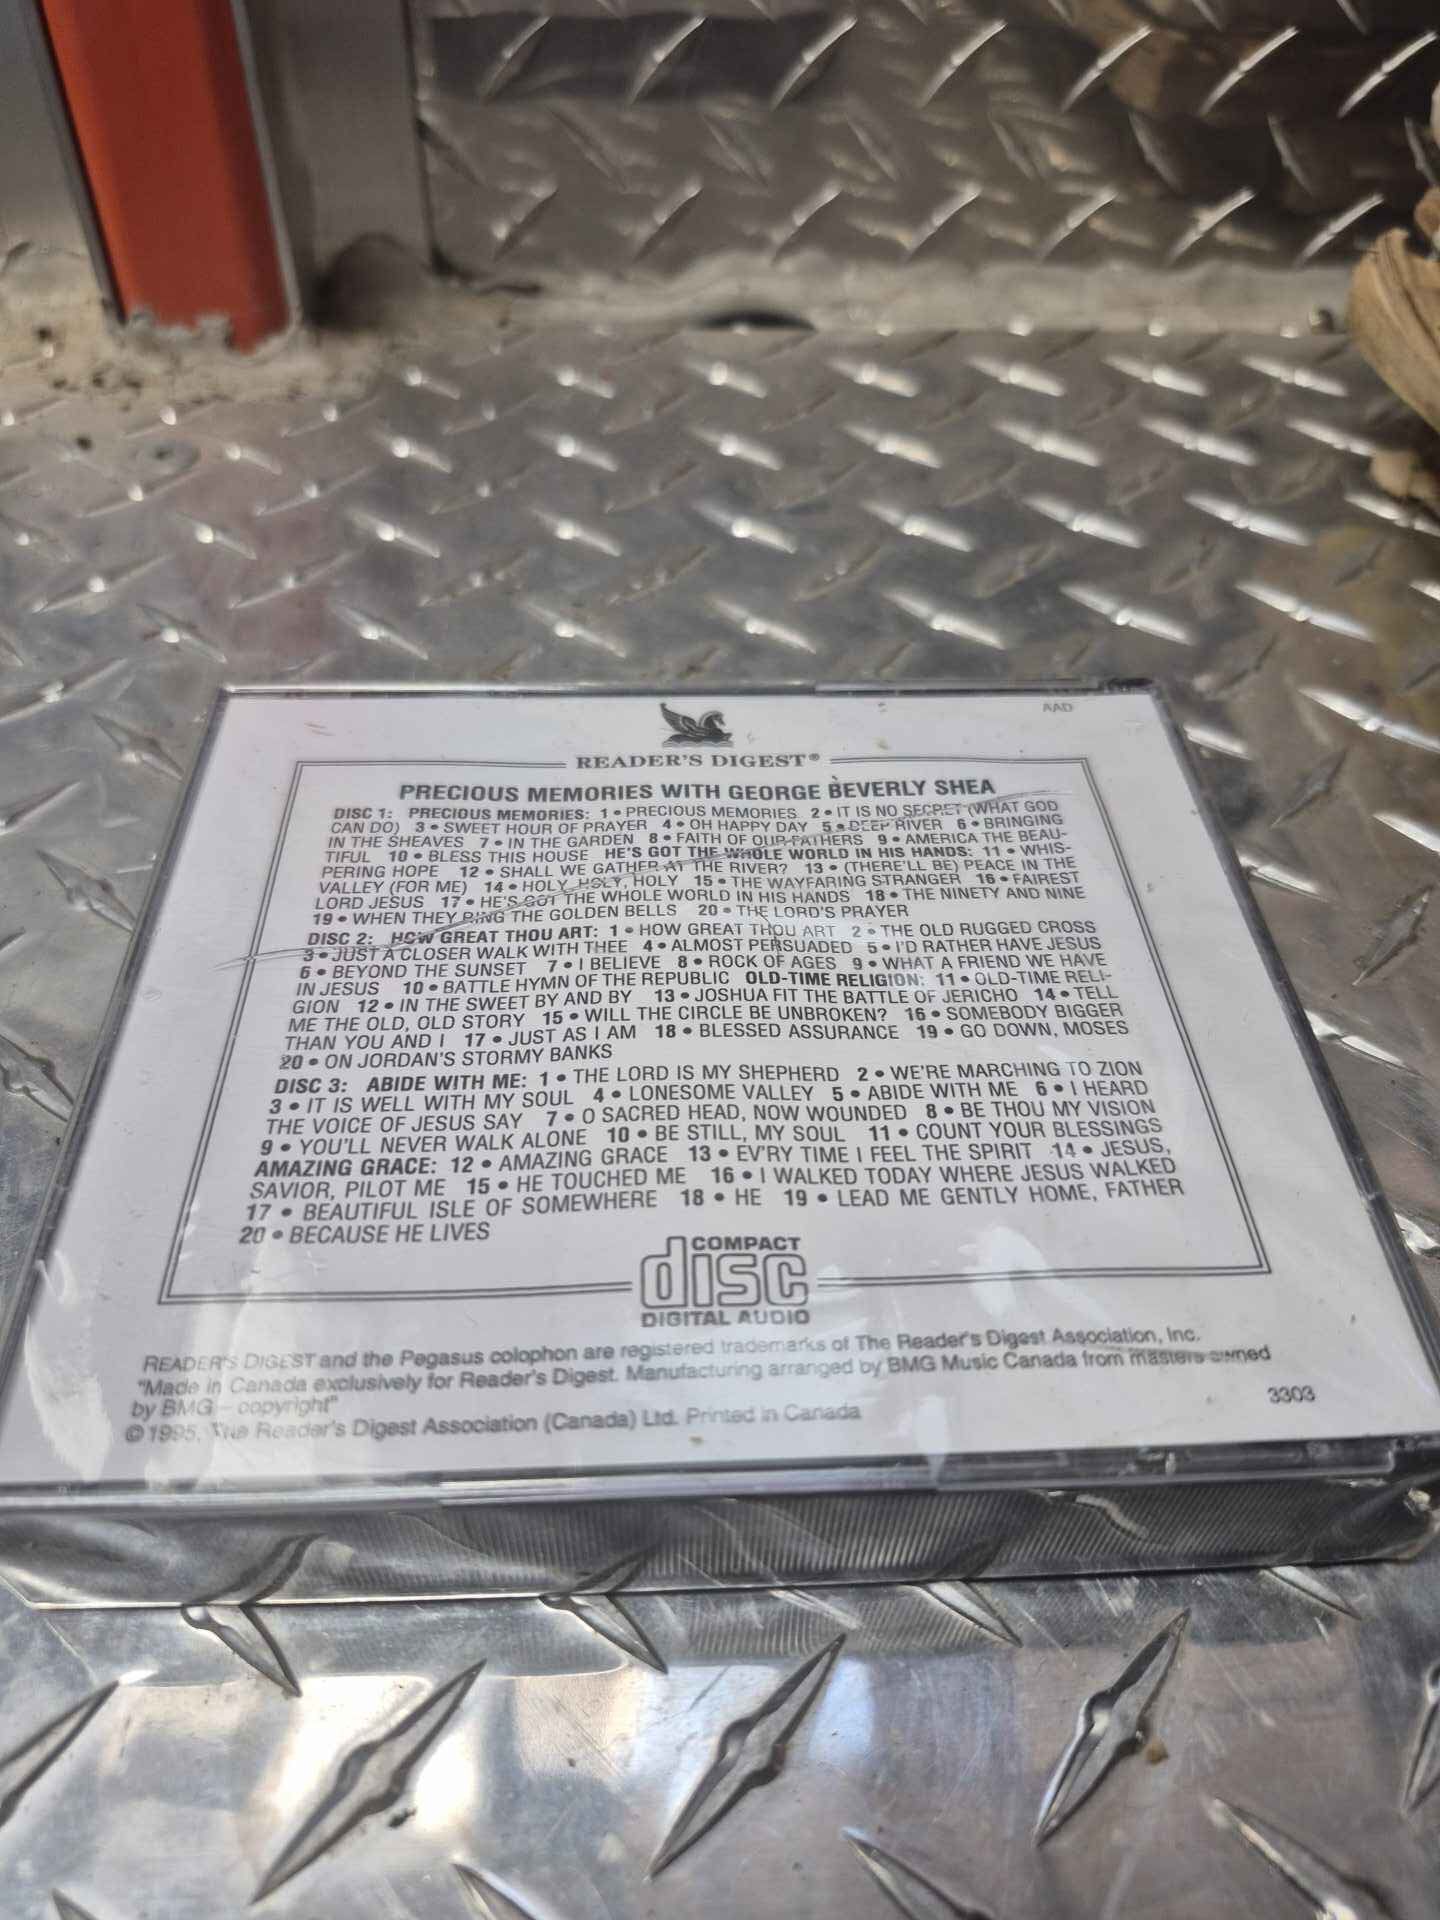 AAD
READER'S DIGEST®
PRECIOUS MEMORIES WITH GEORGE BEVERLY SHEA
DISC 1: PRECIOUS MEMORIES: 1 • PRECIOUS MEMORIES 2 • IT IS NO SECRET (WHAT GOD
CAN DO) 3 • SWEET HOUR OF PRAYER 4 • OH HAPPY DAY 5 • DEEP RIVER 6 • BRINGING
IN THE SHEAVES 7 • IN THE GARDEN 8 • FAITH OF OUR FATHERS 9 • AMERICA THE BEAU-
TIFUL 10 • BLESS THIS HOUSE HE'S GOT THE WHOLE WORLD IN HIS HANDS: 11 • WHIS-
PERING HOPE 12 • SHALL WE GATHER AT THE RIVER? 13 • (THERE'LL BE) PEACE IN THE
VALLEY (FOR ME) 14 • HOLY, HOLY, HOLY 15 • THE WAYFARING STRANGER 16 • FAIREST
LORD JESUS 17 • HE'S GOT THE WHOLE WORLD IN HIS HANDS 18 • THE NINETY AND NINE
19 • WHEN THEY RING THE GOLDEN BELLS 20 • THE LORD'S PRAYER
DISC 2: HOW GREAT THOU ART: 1 • HOW GREAT THOU ART 2 • THE OLD RUGGED CROSS
3 • JUST A CLOSER WALK WITH THEE 4 • ALMOST PERSUADED 5 • I'D RATHER HAVE JESUS
6 • BEYOND THE SUNSET 7 • I BELIEVE 8 • ROCK OF AGES 9 • WHAT A FRIEND WE HAVE
IN JESUS 10 • BATTLE HYMN OF THE REPUBLIC OLD-TIME RELIGION: 11 • OLD-TIME RELI-
GION 12 • IN THE SWEET BY AND BY 13 • JOSHUA FIT THE BATTLE OF JERICHO 14 • TELL
ME THE OLD, OLD STORY 15 • WILL THE CIRCLE BE UNBROKEN? 16 • SOMEBODY BIGGER
THAN YOU AND I 17 • JUST AS I AM 18 • BLESSED ASSURANCE 19 • GO DOWN, MOSES
20 • ON JORDAN'S STORMY BANKS
DISC 3: ABIDE WITH ME: 1 • THE LORD IS MY SHEPHERD 2 • WE'RE MARCHING TO ZION
3 • IT IS WELL WITH MY SOUL 4 • LONESOME VALLEY 5 • ABIDE WITH ME 6 • I HEARD
THE VOICE OF JESUS SAY 7 • O SACRED HEAD, NOW WOUNDED 8 • BE THOU MY VISION
9 • YOU'LL NEVER WALK ALONE 10 • BE STILL, MY SOUL 11 • COUNT YOUR BLESSINGS
AMAZING GRACE: 12 • AMAZING GRACE 13 • EV'RY TIME I FEEL THE SPIRIT 14 • JESUS,
SAVIOR, PILOT ME 15 • HE TOUCHED ME 16 • I WALKED TODAY WHERE JESUS WALKED
17 • BEAUTIFUL ISLE OF SOMEWHERE 18 • HE 19 • LEAD ME GENTLY HOME, FATHER
20 • BECAUSE HE LIVES
COMPACT
disc
DIGITAL AUDIO
READER'S DIGEST and the Pegasus colophon are registered trademarks of The Reader's Digest Association, Inc.
"Made in Canada exclusively for Reader's Digest. Manufacturing arranged by BMG Music Canada from masters owned
by BMG – copyright"
3303
©1995, The Reader's Digest Association (Canada) Ltd. Printed in Canada